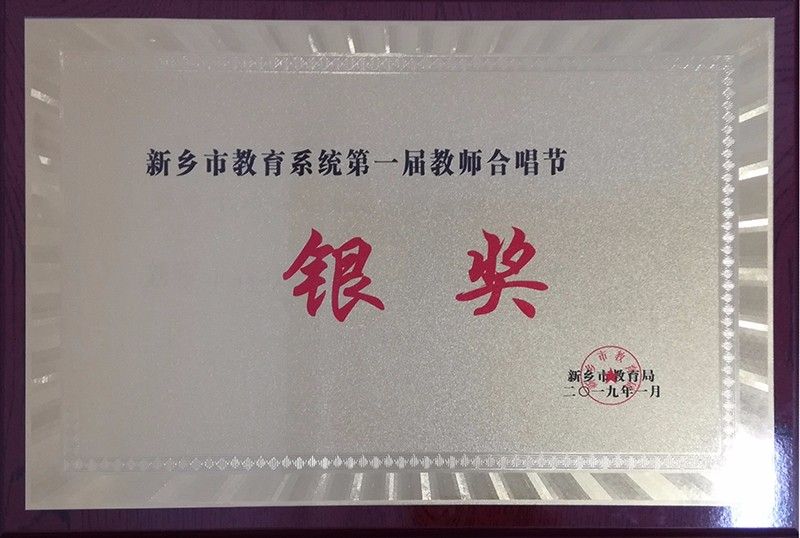 新乡市教育系统第一届教师合唱节
银奖
新乡市教育局
二〇一九年一月